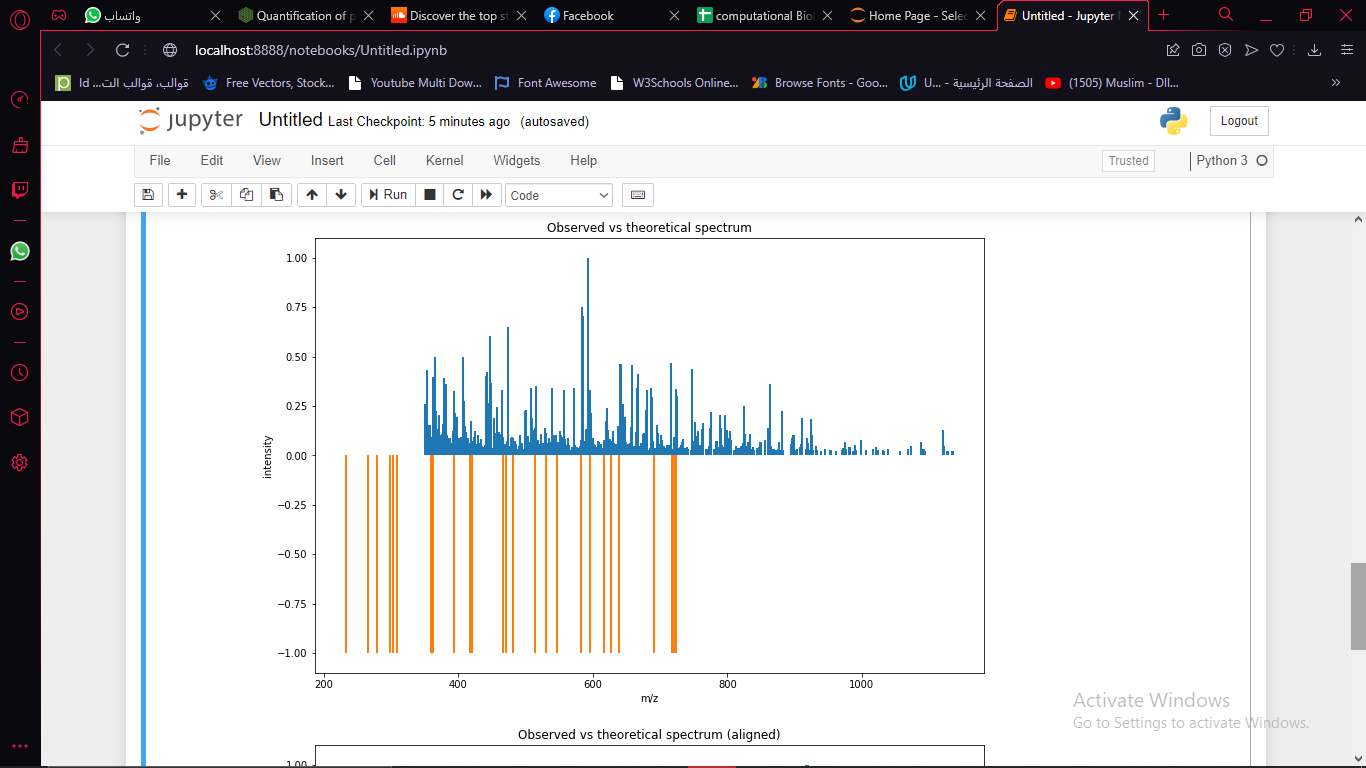 واتساب
Quantification of p
Discover the top st
Facebook
computational Bio
Home Page - Selec
Untitled - Jupyter N
localhost:8888/notebooks/Untitled.ipynb
قوالب، قوالب الت... Id
Free Vectors, Stock...
Youtube Multi Dow...
Font Awesome
W3Schools Online...
Browse Fonts - Goo...
الصفحة الرئيسية - U...
(1505) Muslim - DII...
jupyter Untitled Last Checkpoint: 5 minutes ago (autosaved)
Logout
File Edit View Insert Cell Kernel Widgets Help
Trusted
Python 3
Run
Code
Observed vs theoretical spectrum
1.00
0.75
0.50
0.25
0.00
−0.25
−0.50
−0.75
−1.00
intensity
200 400 600 800 1000
m/z
Activate Windows
Go to Settings to activate Windows.
Observed vs theoretical spectrum (aligned)
1.00